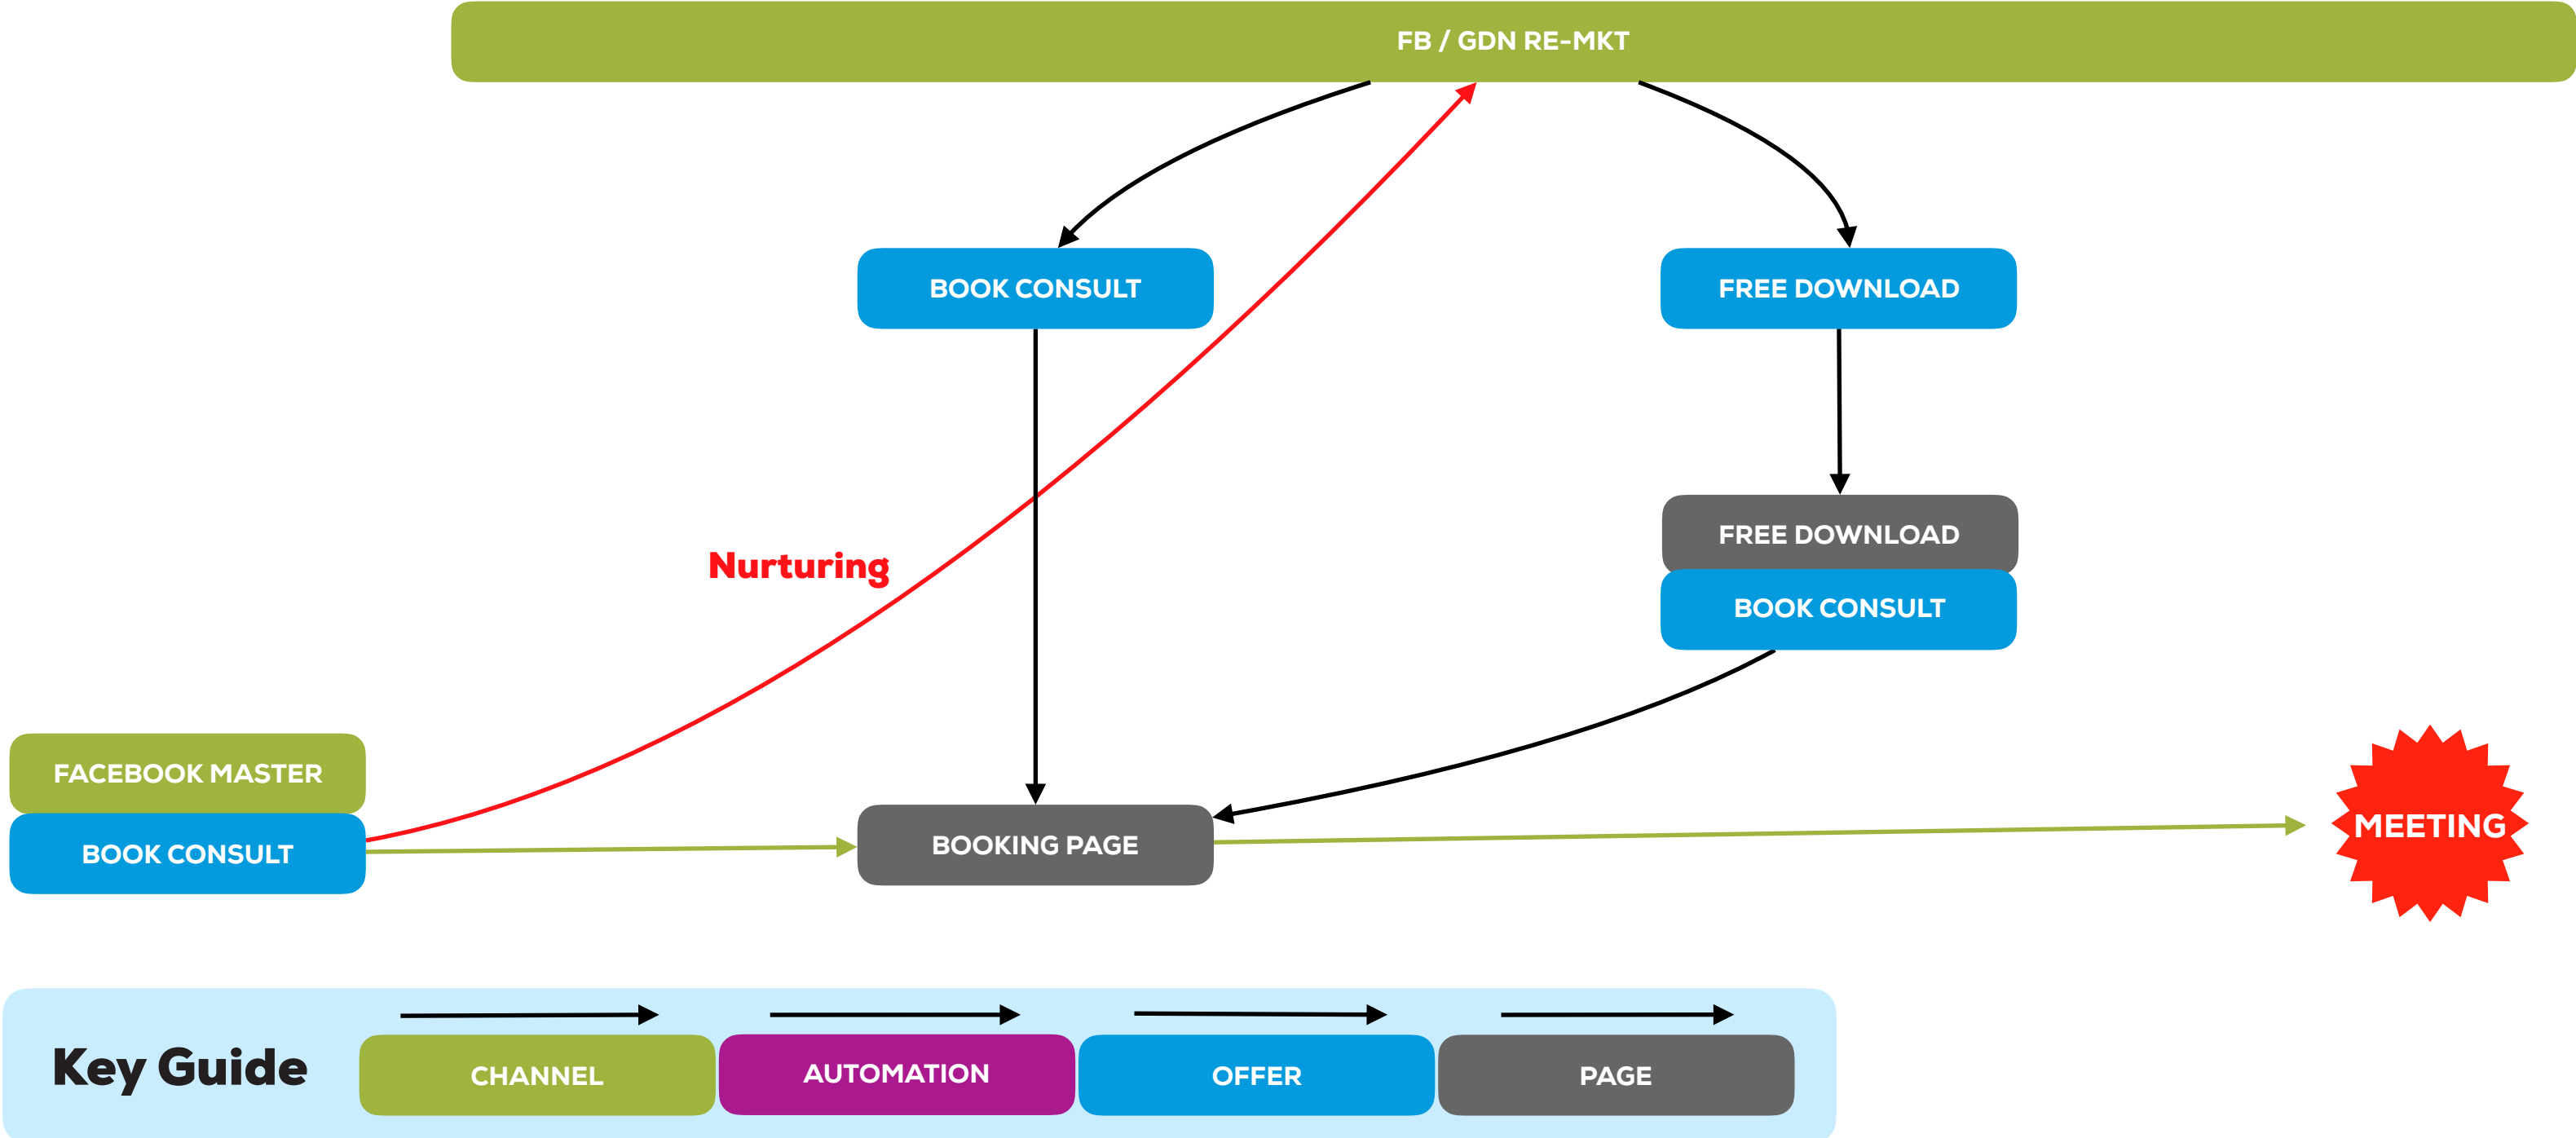 FB / GDN RE-MKT
BOOK CONSULT
FREE DOWNLOAD
FREE DOWNLOAD
BOOK CONSULT
Nurturing
FACEBOOK MASTER
BOOK CONSULT
BOOKING PAGE
MEETING
Key Guide
CHANNEL
AUTOMATION
OFFER
PAGE